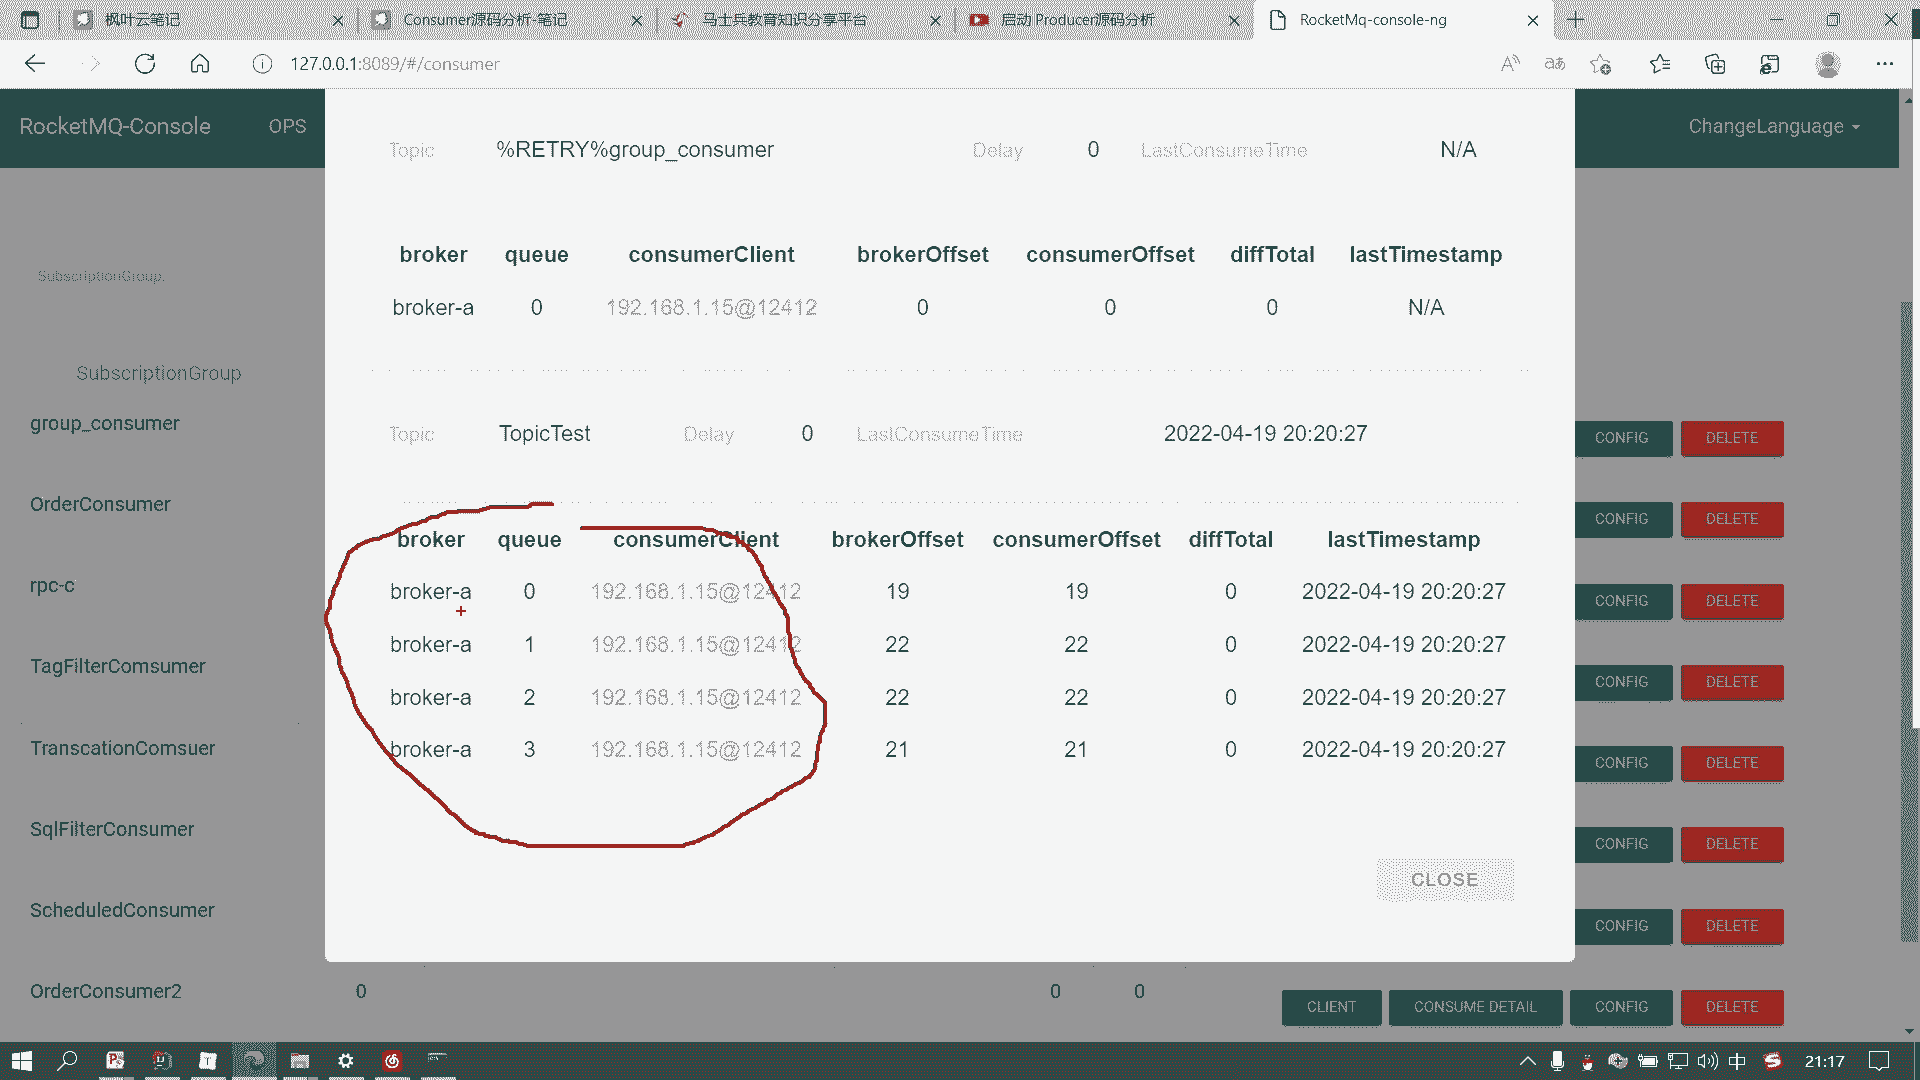 枫叶云笔记
Consumer源码分析-笔记
马士兵教育知识分享平台
启动 Producer源码分析
RocketMq-console-ng
127.0.0.1:8089/#/consumer
RocketMQ-Console OPS ChangeLanguage
Topic %RETRY%group_consumer Delay 0 LastConsumeTime N/A
broker queue consumerClient brokerOffset consumerOffset diffTotal lastTimestamp
broker-a 0 192.168.1.15@12412 0 0 0 N/A
SubscriptionGroup:
SubscriptionGroup
Topic TopicTest Delay 0 LastConsumeTime 2022-04-19 20:20:27
group_consumer CONFIG DELETE
OrderConsumer CONFIG DELETE
broker queue consumerClient brokerOffset consumerOffset diffTotal lastTimestamp
broker-a 0 192.168.1.15@12412 19 19 0 2022-04-19 20:20:27
rpc-c CONFIG DELETE
broker-a 1 192.168.1.15@12412 22 22 0 2022-04-19 20:20:27
TagFilterComsumer CONFIG DELETE
broker-a 2 192.168.1.15@12412 22 22 0 2022-04-19 20:20:27
broker-a 3 192.168.1.15@12412 21 21 0 2022-04-19 20:20:27
TranscationComsuer CONFIG DELETE
SqlFilterConsumer CONFIG DELETE
CLOSE
ScheduledConsumer CONFIG DELETE
OrderConsumer2 0 0 0 CLIENT CONSUME DETAIL CONFIG DELETE
中 21:17